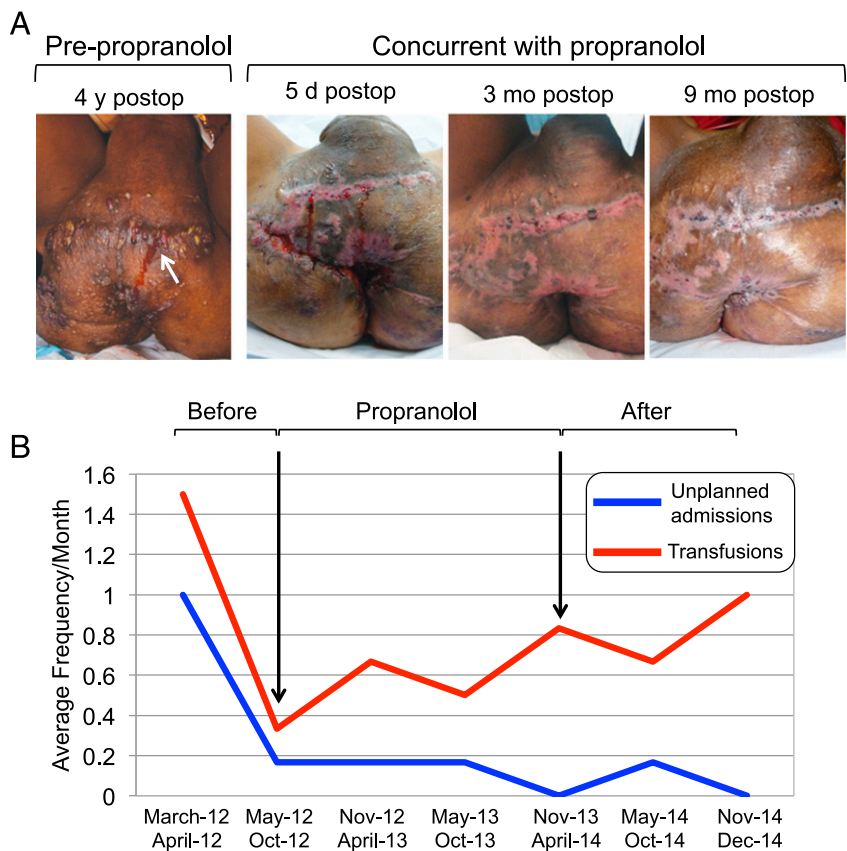 A
Pre-propranolol
Concurrent with propranolol
4 y postop
5 d postop
3 mo postop
9 mo postop
Before
Propranolol
After
B
Average Frequency/Month
1.6
1.4
1.2
1
0.8
0.6
0.4
0.2
0
Unplanned
admissions
Transfusions
March-12
April-12
May-12
Oct-12
Nov-12
April-13
May-13
Oct-13
Nov-13
April-14
May-14
Oct-14
Nov-14
Dec-14